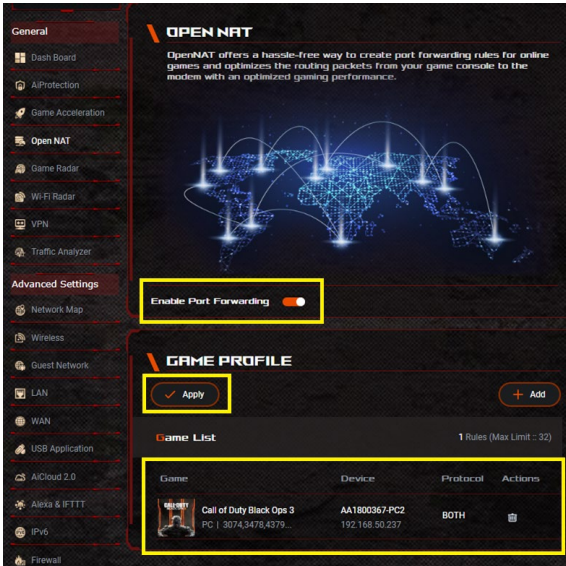 General
Dash Board
AiProtection
Game Acceleration
Open NAT
Game Radar
Wi-Fi Radar
VPN
Traffic Analyzer
Advanced Settings
Network Map
Wireless
Guest Network
LAN
WAN
USB Application
AiCloud 2.0
Alexa & IFTTT
IPv6
Firewall
OPEN NAT
OpenNAT offers a hassle-free way to create port forwarding rules for online
games and optimizes the routing packets from your game console to the
modem with an optimized gaming performance.
Enable Port Forwarding
GAME PROFILE
Apply
Add
Game List
1 Rules (Max Limit :: 32)
Game Device Protocol Actions
CALL OF DUTY
Call of Duty Black Ops 3
PC | 3074,3478,4379...
AA1800367-PC2
192.168.50.237
BOTH